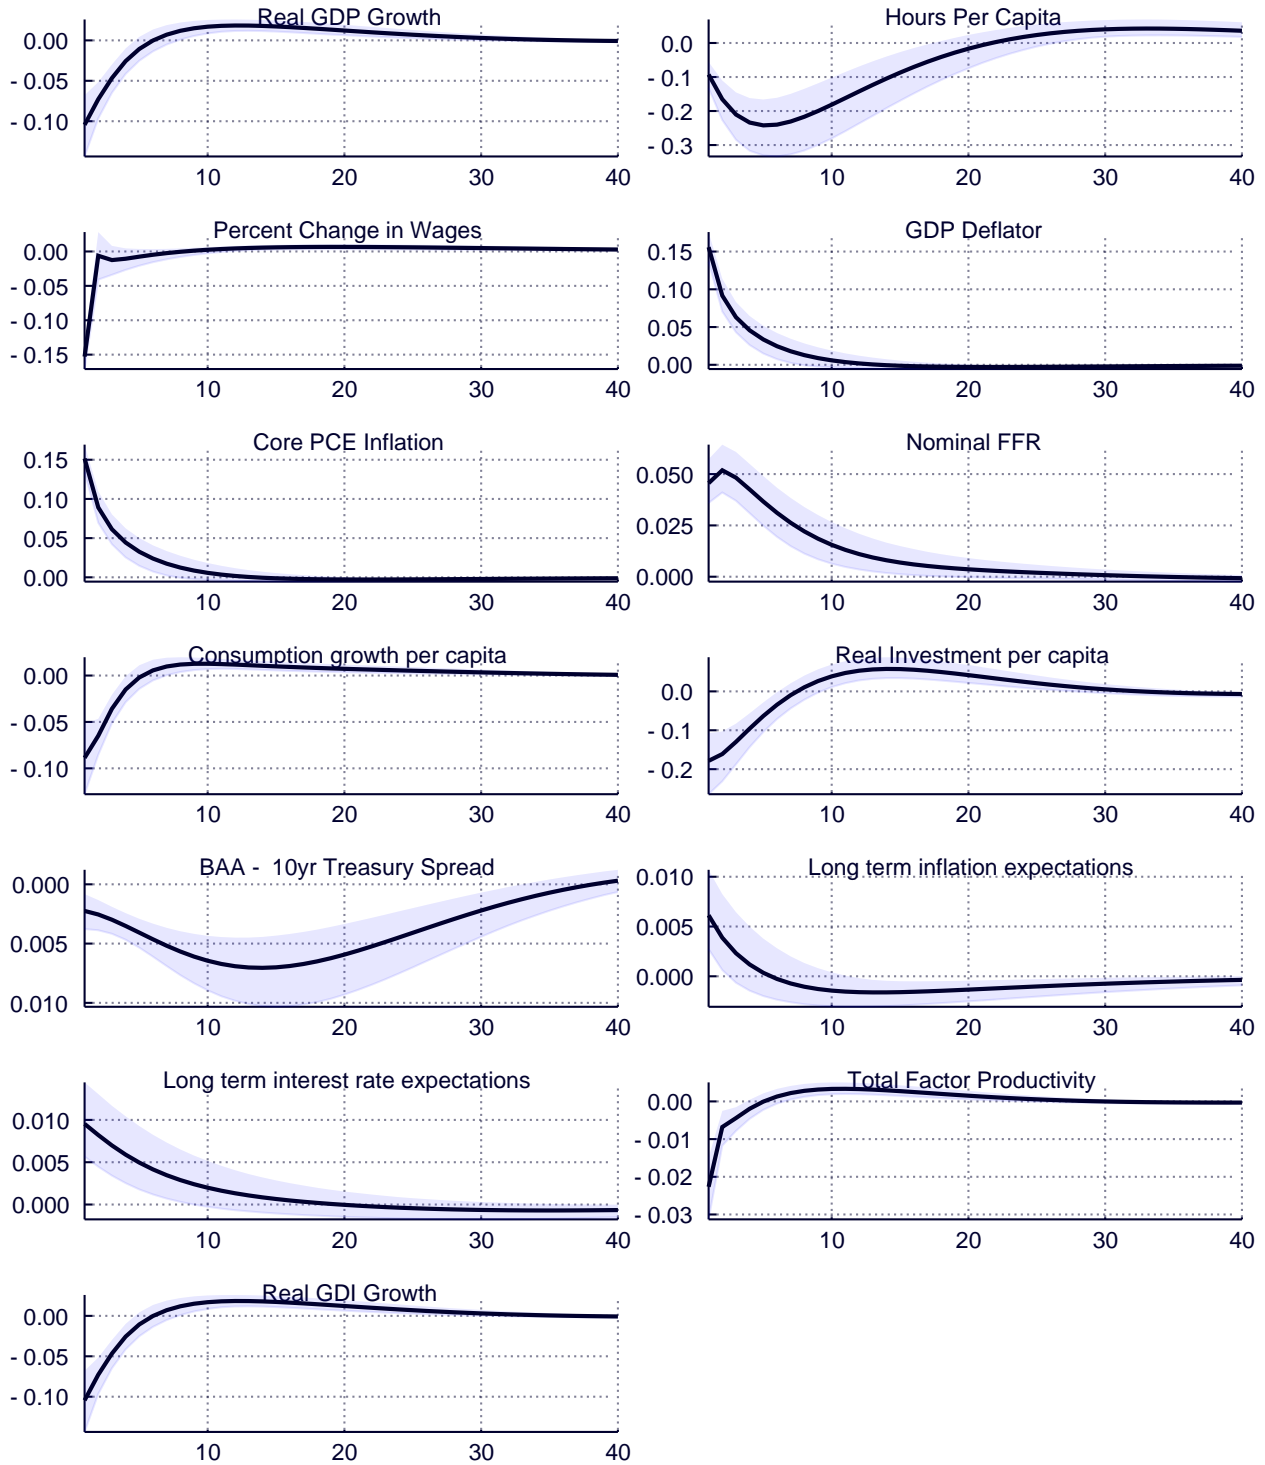 Real GDP Growth
0.00
- 0.05
- 0.10
10 20 30 40
Hours Per Capita
0.0
- 0.1
- 0.2
- 0.3
10 20 30 40
Percent Change in Wages
0.00
- 0.05
- 0.10
- 0.15
10 20 30 40
GDP Deflator
0.15
0.10
0.05
0.00
10 20 30 40
Core PCE Inflation
0.15
0.10
0.05
0.00
10 20 30 40
Nominal FFR
0.050
0.025
0.000
10 20 30 40
Consumption growth per capita
0.00
- 0.05
- 0.10
10 20 30 40
Real Investment per capita
0.0
- 0.1
- 0.2
10 20 30 40
BAA - 10yr Treasury Spread
0.000
0.005
0.010
10 20 30 40
Long term inflation expectations
0.010
0.005
0.000
10 20 30 40
Long term interest rate expectations
0.010
0.005
0.000
10 20 30 40
Total Factor Productivity
0.00
- 0.01
- 0.02
- 0.03
10 20 30 40
Real GDI Growth
0.00
- 0.05
- 0.10
10 20 30 40